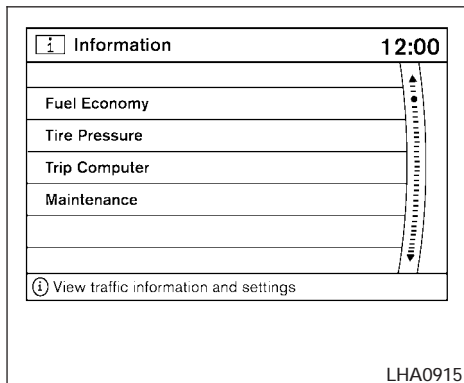 i Information 12:00
Fuel Economy
Tire Pressure
Trip Computer
Maintenance
i View traffic information and settings
LHA0915